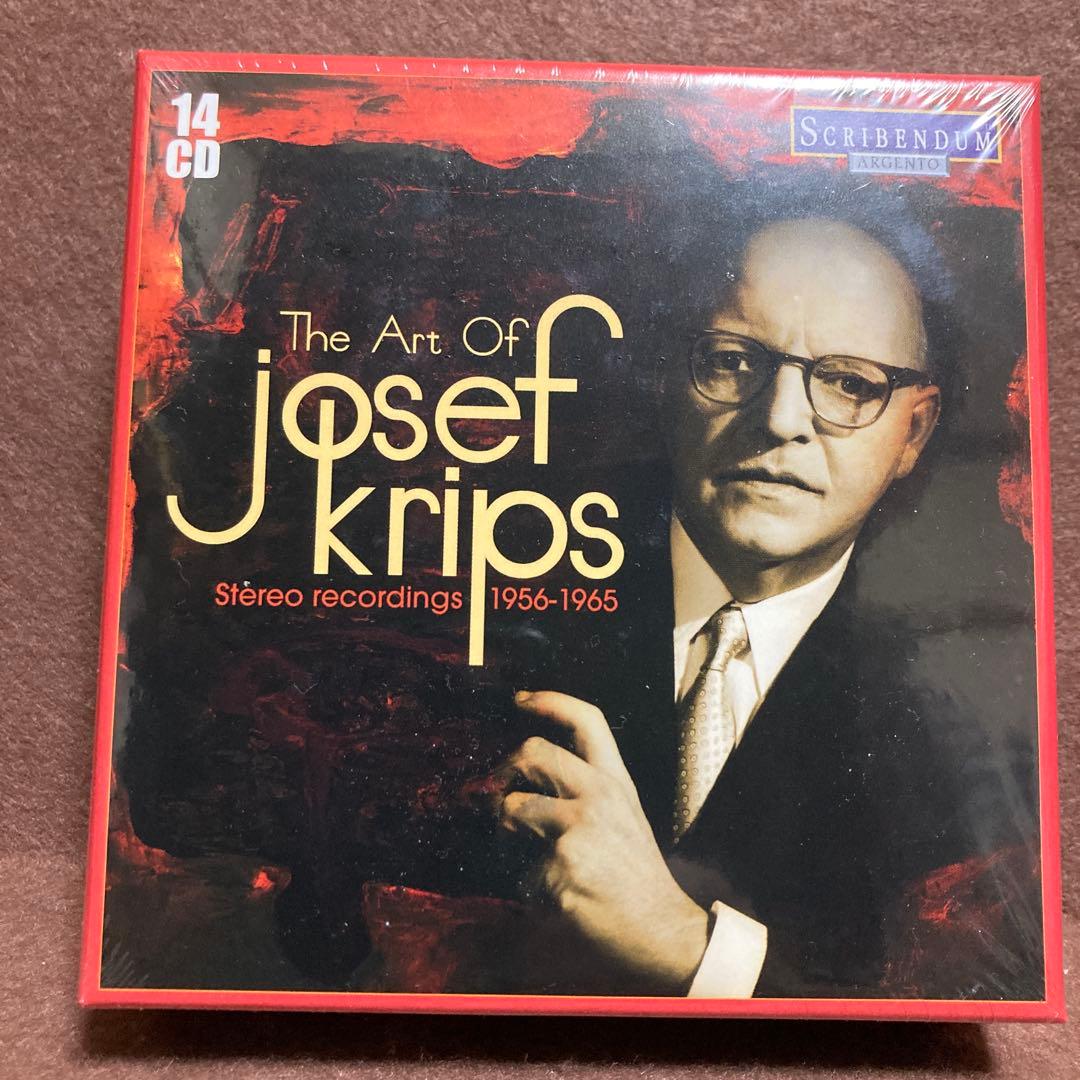 14
CD
SCRIBENDUM
ARGENTO
The Art Of
josef
krips
Stereo recordings 1956-1965